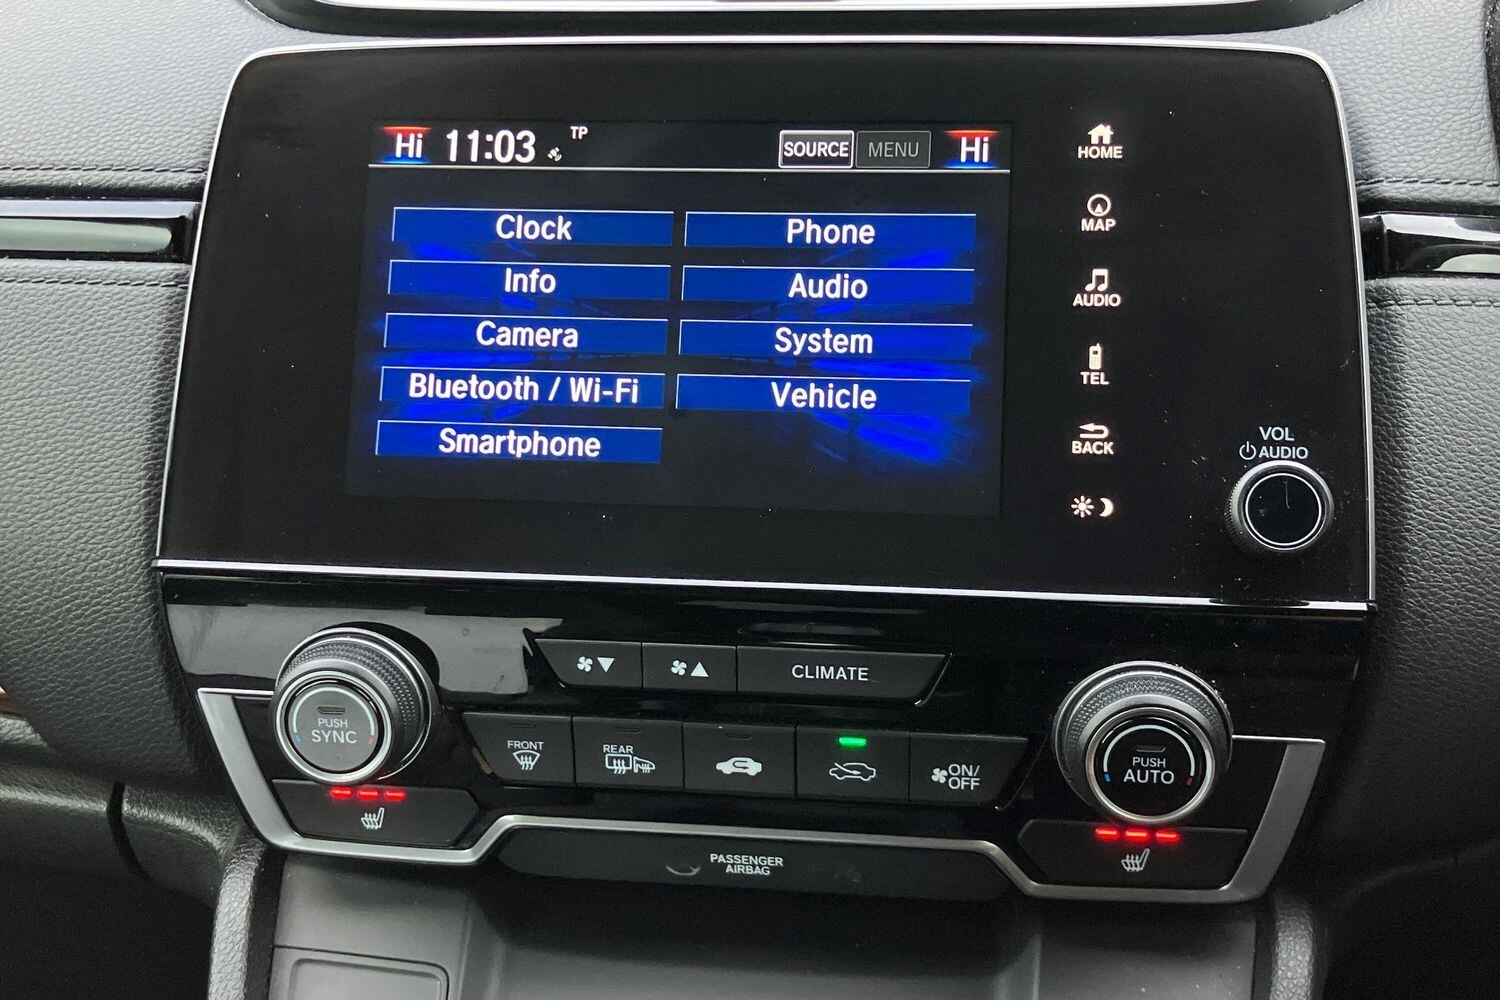 Hi 11:03 TP SOURCE MENU Hi
Clock
Phone
Info
Audio
Camera
System
Bluetooth / Wi-Fi
Vehicle
Smartphone
HOME
MAP
AUDIO
TEL
BACK
VOL
AUDIO
CLIMATE
PUSH
SYNC
FRONT
REAR
ON/
OFF
PUSH
AUTO
PASSENGER
AIRBAG